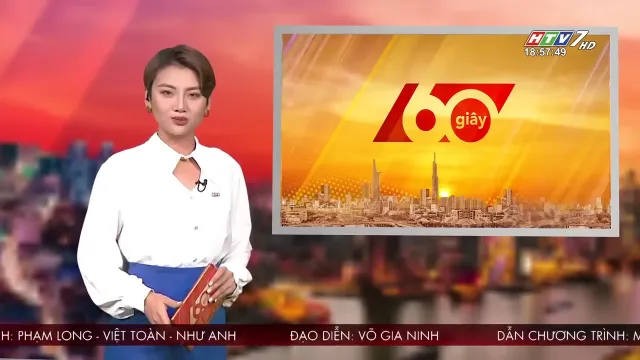 HTV7 HD
18:57:49
60 giây
H: PHẠM LONG - VIỆT TOÀN - NHƯ ANH ĐẠO DIỄN: VÕ GIA NINH DẪN CHƯƠNG TRÌNH: M